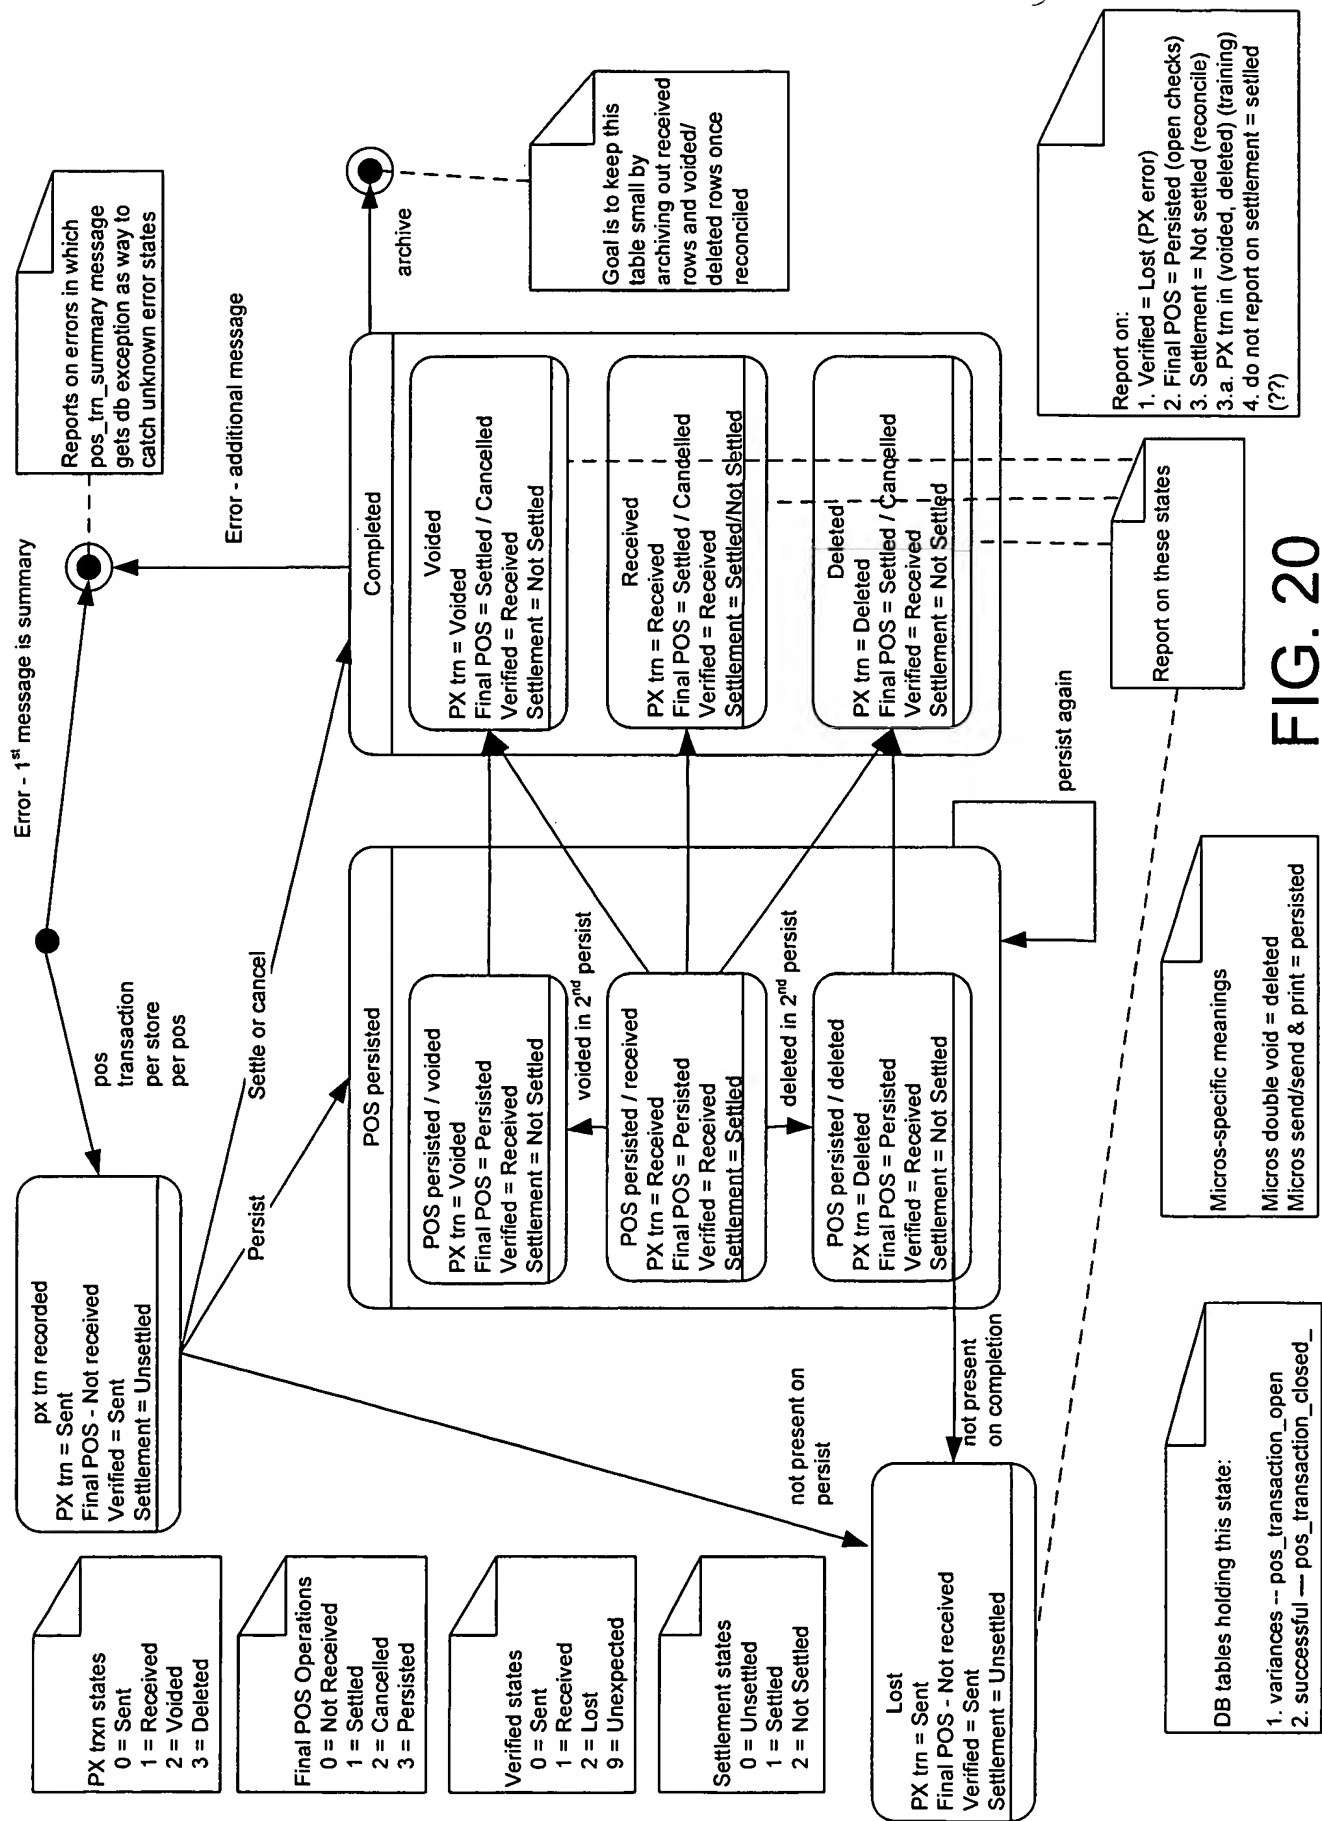 PX trxn states
0 = Sent
1 = Received
2 = Voided
3 = Deleted
Final POS Operations
0 = Not Received
1 = Settled
2 = Cancelled
3 = Persisted
Verified states
0 = Sent
1 = Received
2 = Lost
9 = Unexpected
Settlement states
0 = Unsettled
1 = Settled
2 = Not Settled
px trn recorded
PX trn = Sent
Final POS - Not received
Verified = Sent
Settlement = Unsettled
pos
transaction
per store
per pos
Error - 1st message is summary
Reports on errors in which
pos_trn_summary message
gets db exception as way to
catch unknown error states
Error - additional message
Settle or cancel
Persist
not present on
persist
Lost
PX trn = Sent
Final POS - Not received
Verified = Sent
Settlement = Unsettled
not present
on completion
POS persisted
POS persisted / voided
PX trn = Voided
Final POS = Persisted
Verified = Received
Settlement = Not Settled
voided in 2nd persist
POS persisted / received
PX trn = Received
Final POS = Persisted
Verified = Received
Settlement = Settled
deleted in 2nd persist
POS persisted / deleted
PX trn = Deleted
Final POS = Persisted
Verified = Received
Settlement = Not Settled
persist again
Completed
Voided
PX trn = Voided
Final POS = Settled / Cancelled
Verified = Received
Settlement = Not Settled
Received
PX trn = Received
Final POS = Settled / Cancelled
Verified = Received
Settlement = Settled/Not Settled
Deleted
PX trn = Deleted
Final POS = Settled / Cancelled
Verified = Received
Settlement = Not Settled
archive
Goal is to keep this
table small by
archiving out received
rows and voided/
deleted rows once
reconciled
DB tables holding this state:
1. variances -- pos_transaction_open
2. successful --- pos_transaction_closed_
Micros-specific meanings
Micros double void = deleted
Micros send/send & print = persisted
Report on these states
Report on:
1. Verified = Lost (PX error)
2. Final POS = Persisted (open checks)
3. Settlement = Not settled (reconcile)
3.a. PX trn in (voided, deleted) (training)
4. do not report on settlement = setlled
(??)
FIG. 20